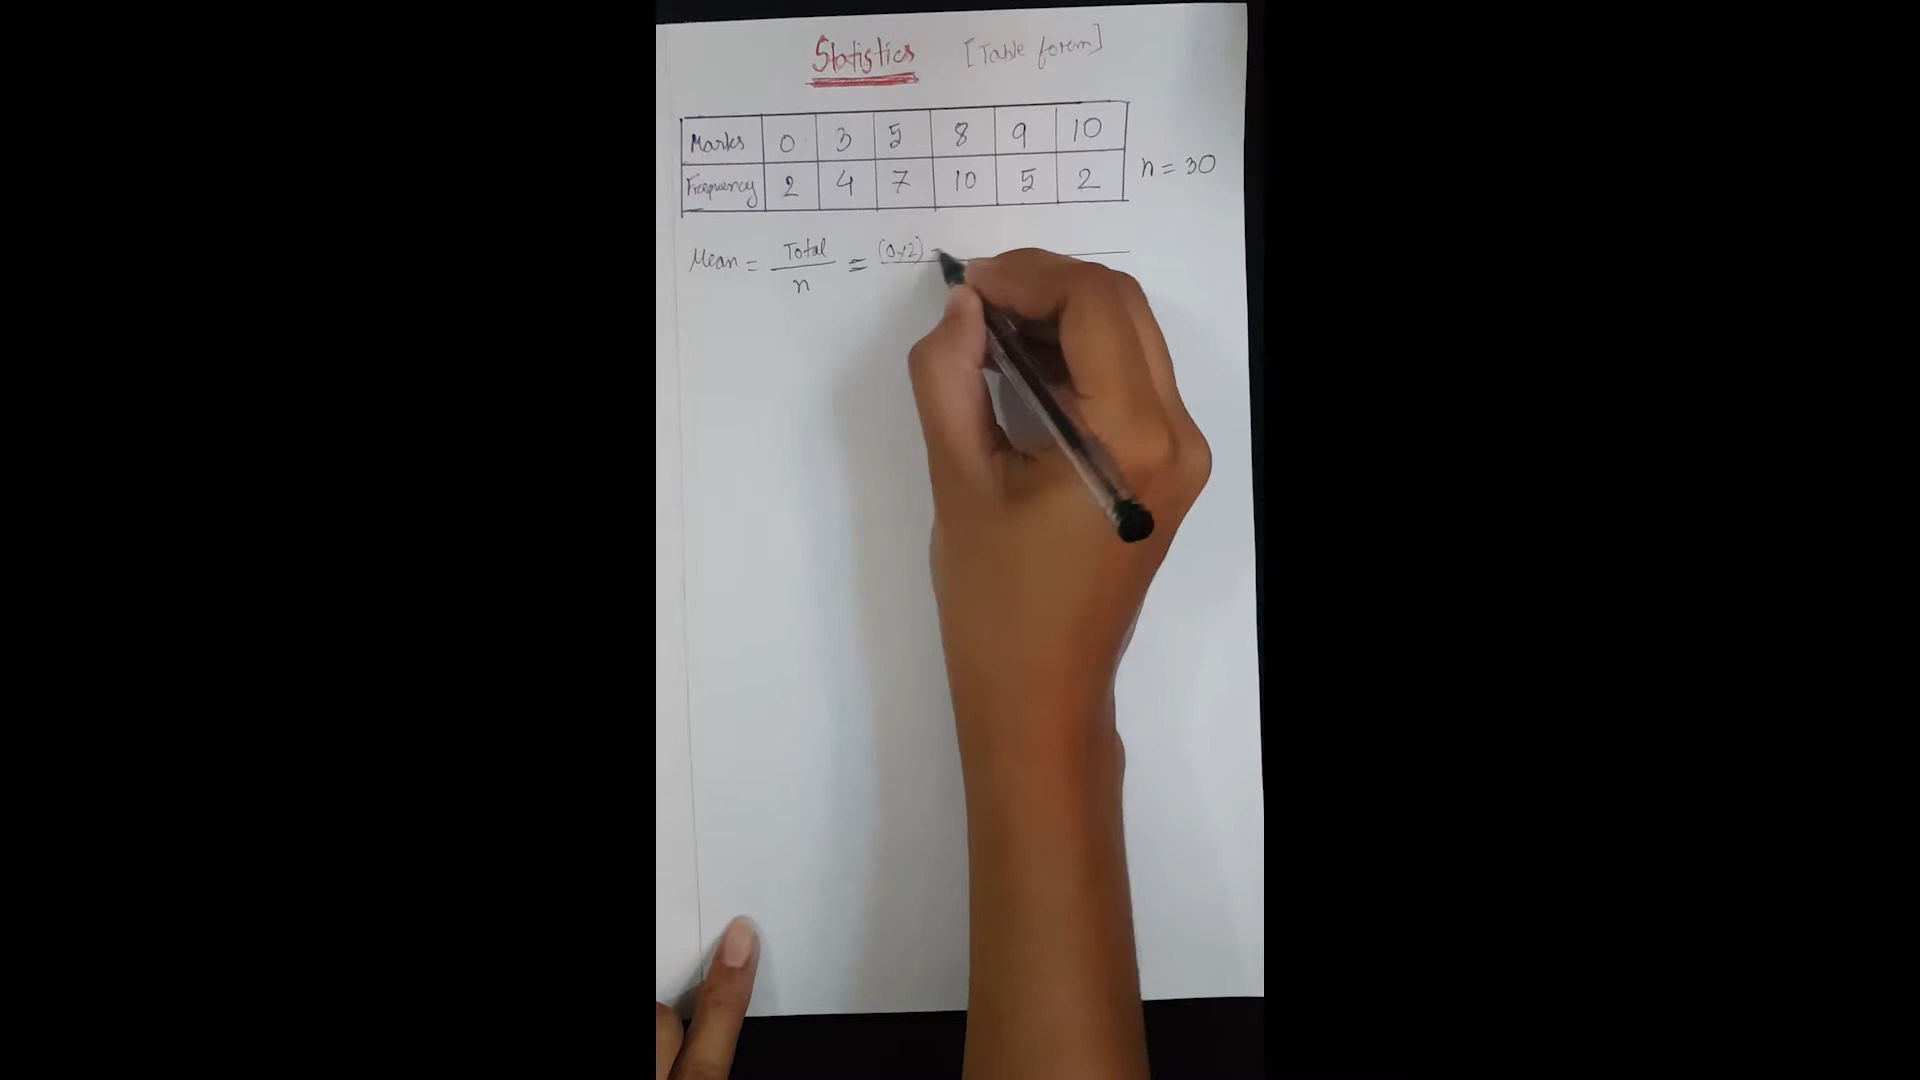 Statistics [Table form]
Marks 0 3 5 8 9 10
Frequency 2 4 7 10 5 2
n = 30
Mean = Total / n = (0×2)